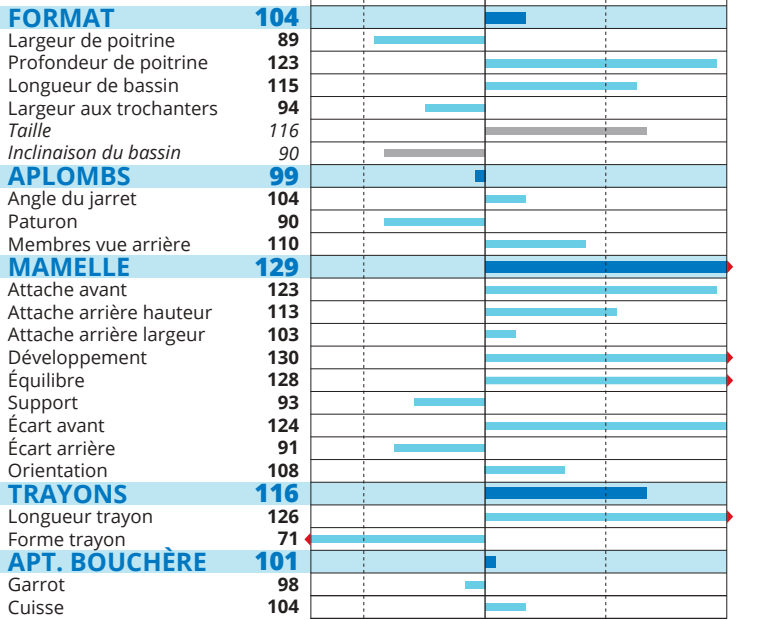 FORMAT 104
Largeur de poitrine 89
Profondeur de poitrine 123
Longueur de bassin 115
Largeur aux trochanters 94
Taille 116
Inclinaison du bassin 90
APLOMBS 99
Angle du jarret 104
Paturon 90
Membres vue arrière 110
MAMELLE 129
Attache avant 123
Attache arrière hauteur 113
Attache arrière largeur 103
Développement 130
Équilibre 128
Support 93
Écart avant 124
Écart arrière 91
Orientation 108
TRAYONS 116
Longueur trayon 126
Forme trayon 71
APT. BOUCHÈRE 101
Garrot 98
Cuisse 104